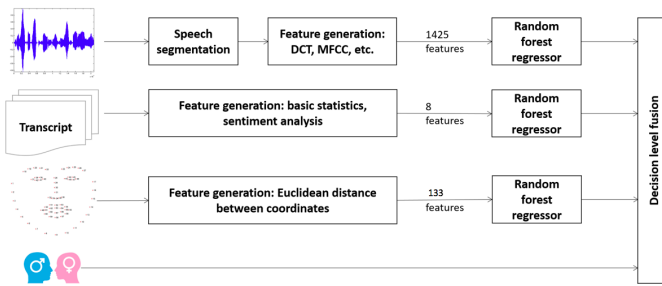 Speech
segmentation
Feature generation:
DCT, MFCC, etc.
1425
features
Random
forest
regressor
Transcript
Feature generation: basic statistics,
sentiment analysis
8
features
Random
forest
regressor
Feature generation: Euclidean distance
between coordinates
133
features
Random
forest
regressor
Decision level fusion